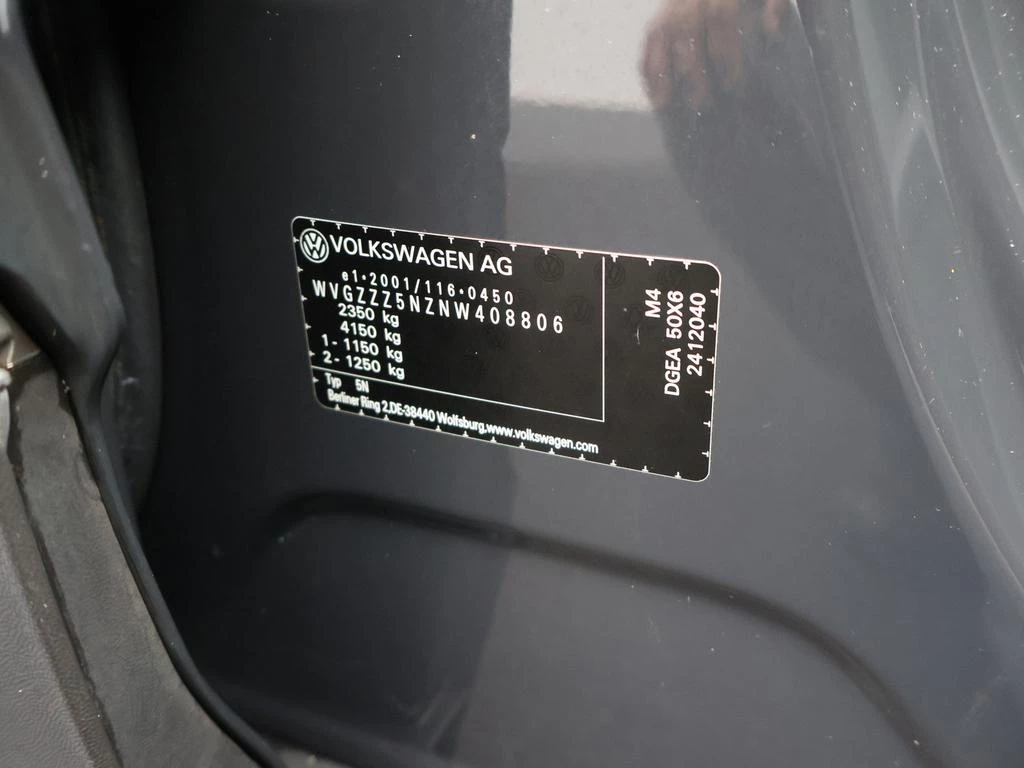 VOLKSWAGEN AG
e1*2001/116*0450
WVGZZZ5NZNW408806
2350 kg
4150 kg
1- 1150 kg
2- 1250 kg
Typ 5N
Berliner Ring 2,DE-38440 Wolfsburg,www.volkswagen.com
M4
DGEA 50X6
2412040